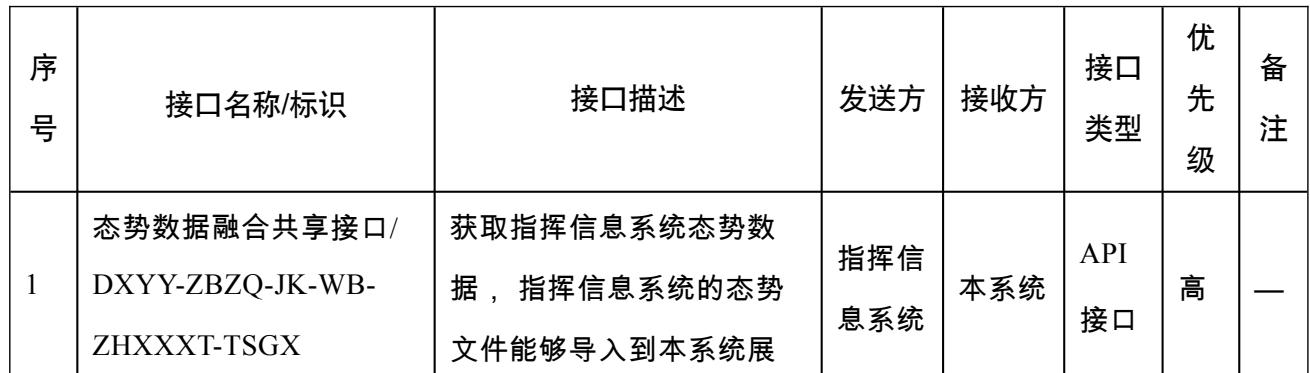 序号
接口名称/标识
接口描述
发送方
接收方
接口
类型
优先级
备注
1
态势数据融合共享接口/
DXYY-ZBZQ-JK-WB-
ZHXXXT-TSGX
获取指挥信息系统态势数
据，指挥信息系统的态势
文件能够导入到本系统展
指挥信
息系统
本系统
API
接口
高
—